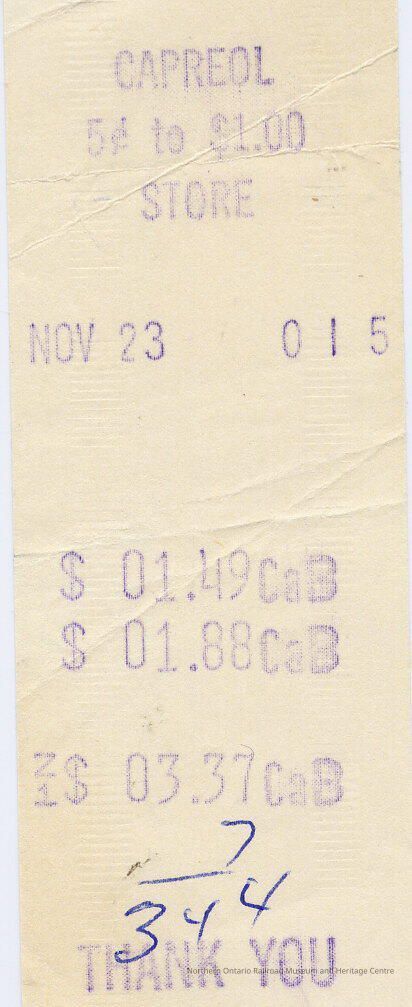 CAPREOL
5¢ to $1.00
STORE
NOV 23 015
$ 01.49CaB
$ 01.88CaB
$ 03.37CaB
7
344
THANK YOU
Northern Ontario Railroad Museum and Heritage Centre